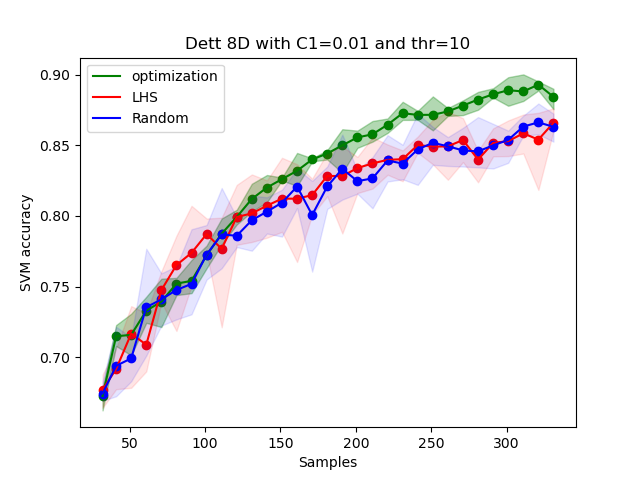 Dett 8D with C1=0.01 and thr=10
optimization
LHS
Random
SVM accuracy
0.90
0.85
0.80
0.75
0.70
50 100 150 200 250 300
Samples